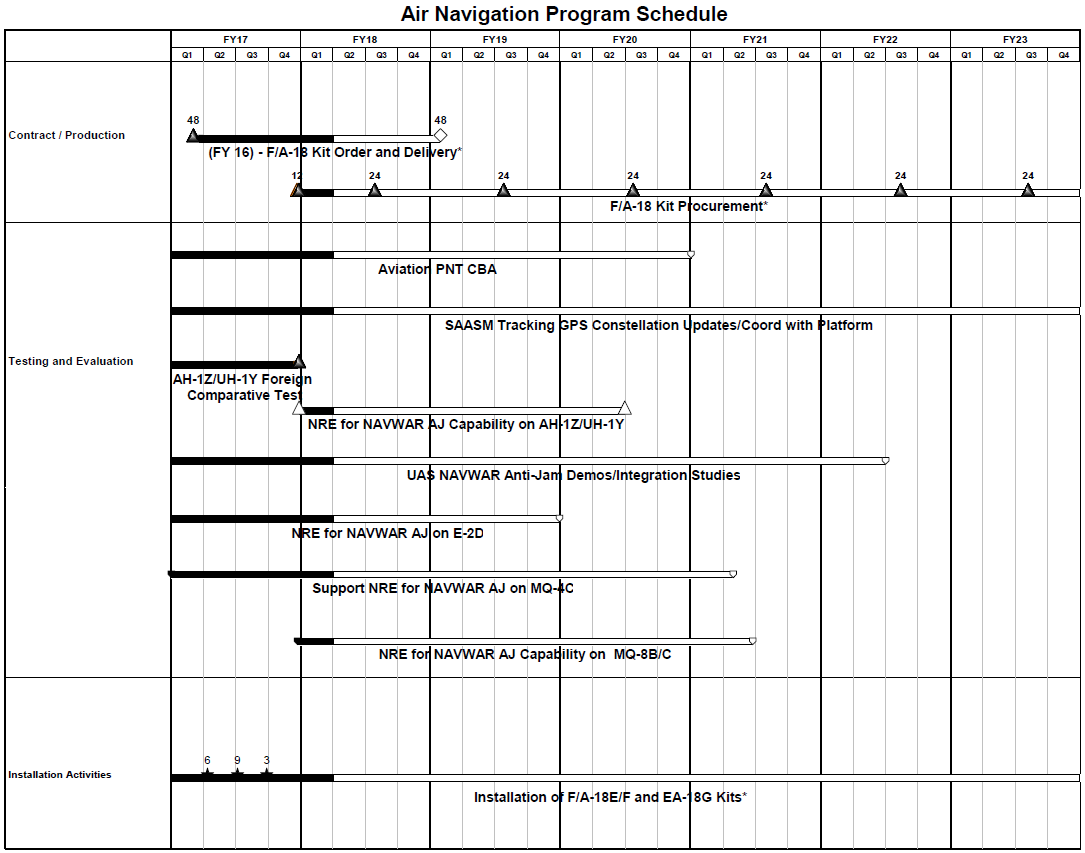 Air Navigation Program Schedule
FY17 FY18 FY19 FY20 FY21 FY22 FY23
Q1 Q2 Q3 Q4 Q1 Q2 Q3 Q4 Q1 Q2 Q3 Q4 Q1 Q2 Q3 Q4 Q1 Q2 Q3 Q4 Q1 Q2 Q3 Q4 Q1 Q2 Q3 Q4
48 48
Contract / Production
(FY 16) - F/A-18 Kit Order and Delivery*
12 24 24 24 24 24 24
F/A-18 Kit Procurement*
Aviation PNT CBA
SAASM Tracking GPS Constellation Updates/Coord with Platform
Testing and Evaluation
AH-1Z/UH-1Y Foreign
Comparative Test
NRE for NAVWAR AJ Capability on AH-1Z/UH-1Y
UAS NAVWAR Anti-Jam Demos/Integration Studies
NRE for NAVWAR AJ on E-2D
Support NRE for NAVWAR AJ on MQ-4C
NRE for NAVWAR AJ Capability on MQ-8B/C
6 9 3
Installation Activities
Installation of F/A-18E/F and EA-18G Kits*